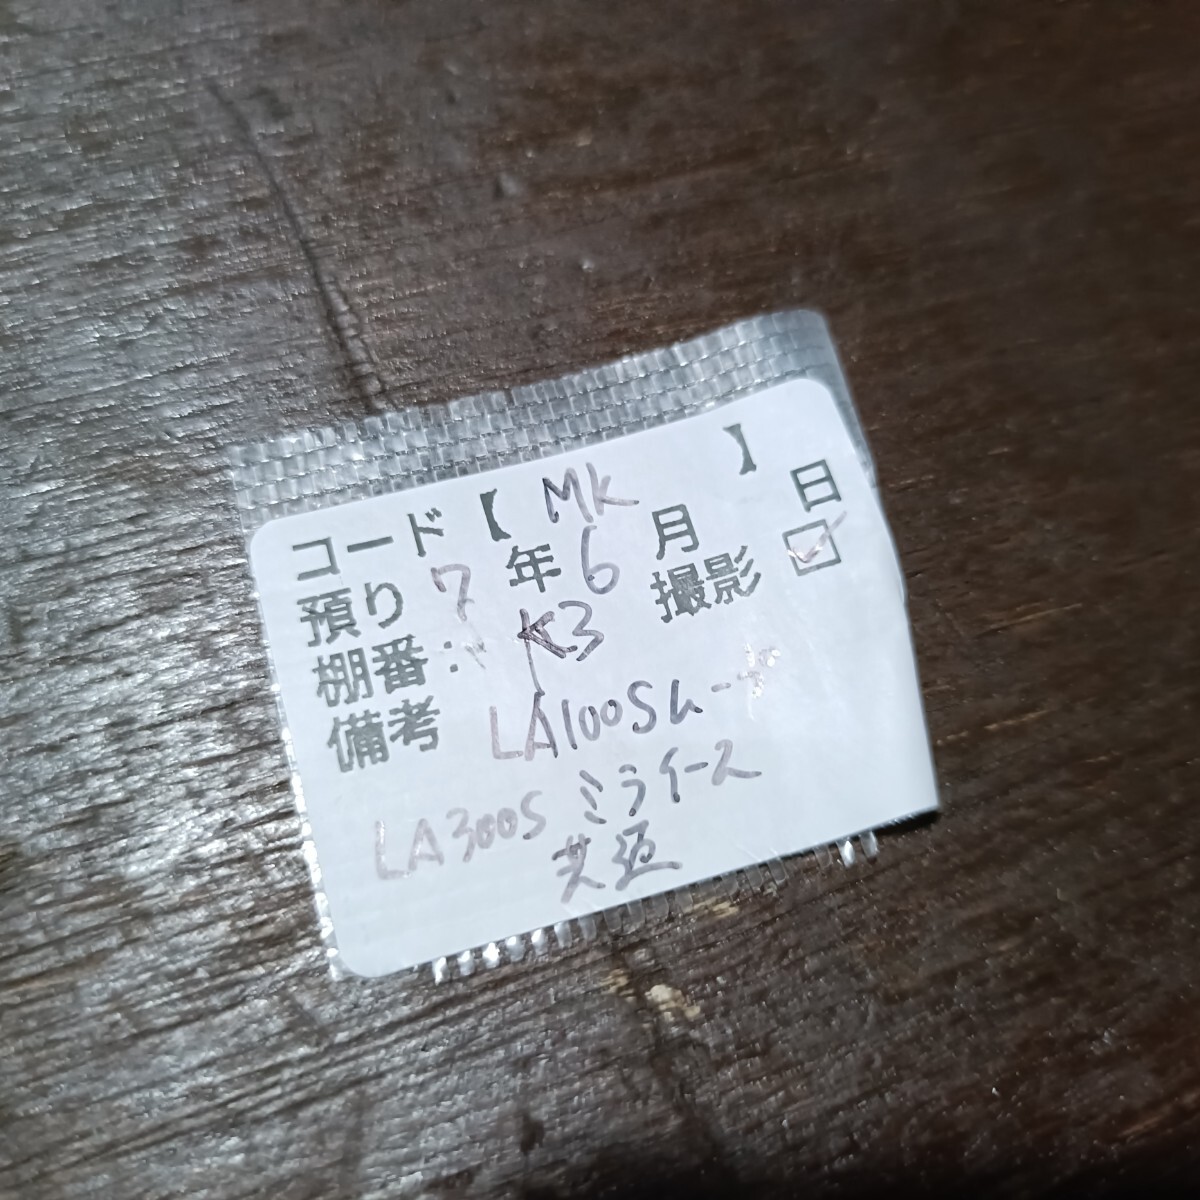 コード【 MK 】
預り 7 年 6 月 日
棚番: K3 撮影 ☑
備考 LA100S ムーヴ
LA300S ミライース
共通